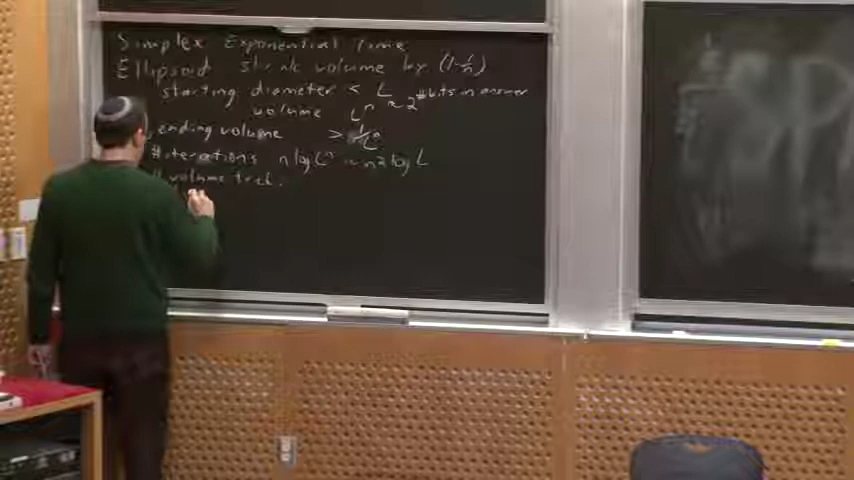 Simplex Exponential Time
Ellipsoid shrink volume by (1-1/n)
starting diameter < L
volume L^n ≈ 2^#bits in answer
ending volume > 1/L^n
#iterations n log L^n ~ n^2 log L
volume